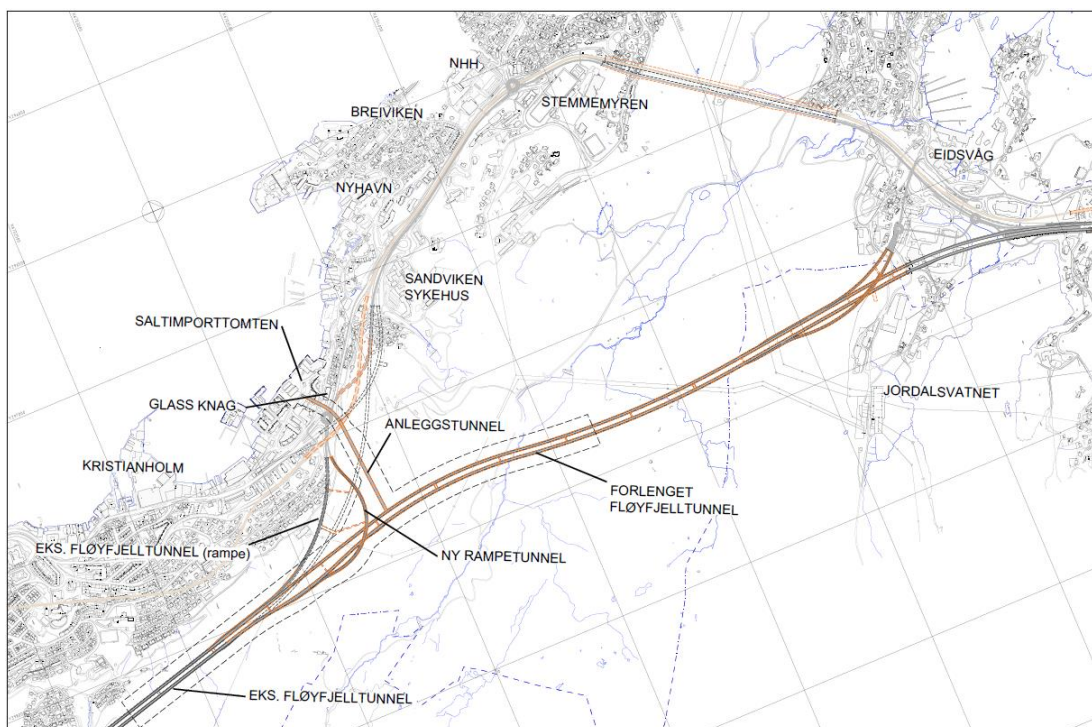 NHH
STEMMEMYREN
BREIVIKEN
EIDSVÅG
NYHAVN
SANDVIKEN
SYKEHUS
SALTIMPORTTOMTEN
GLASS KNAG
JORDALSVATNET
ANLEGGSTUNNEL
KRISTIANHOLM
FORLENGET
FLØYFJELLTUNNEL
EKS. FLØYFJELLTUNNEL (rampe)
NY RAMPETUNNEL
EKS. FLØYFJELLTUNNEL